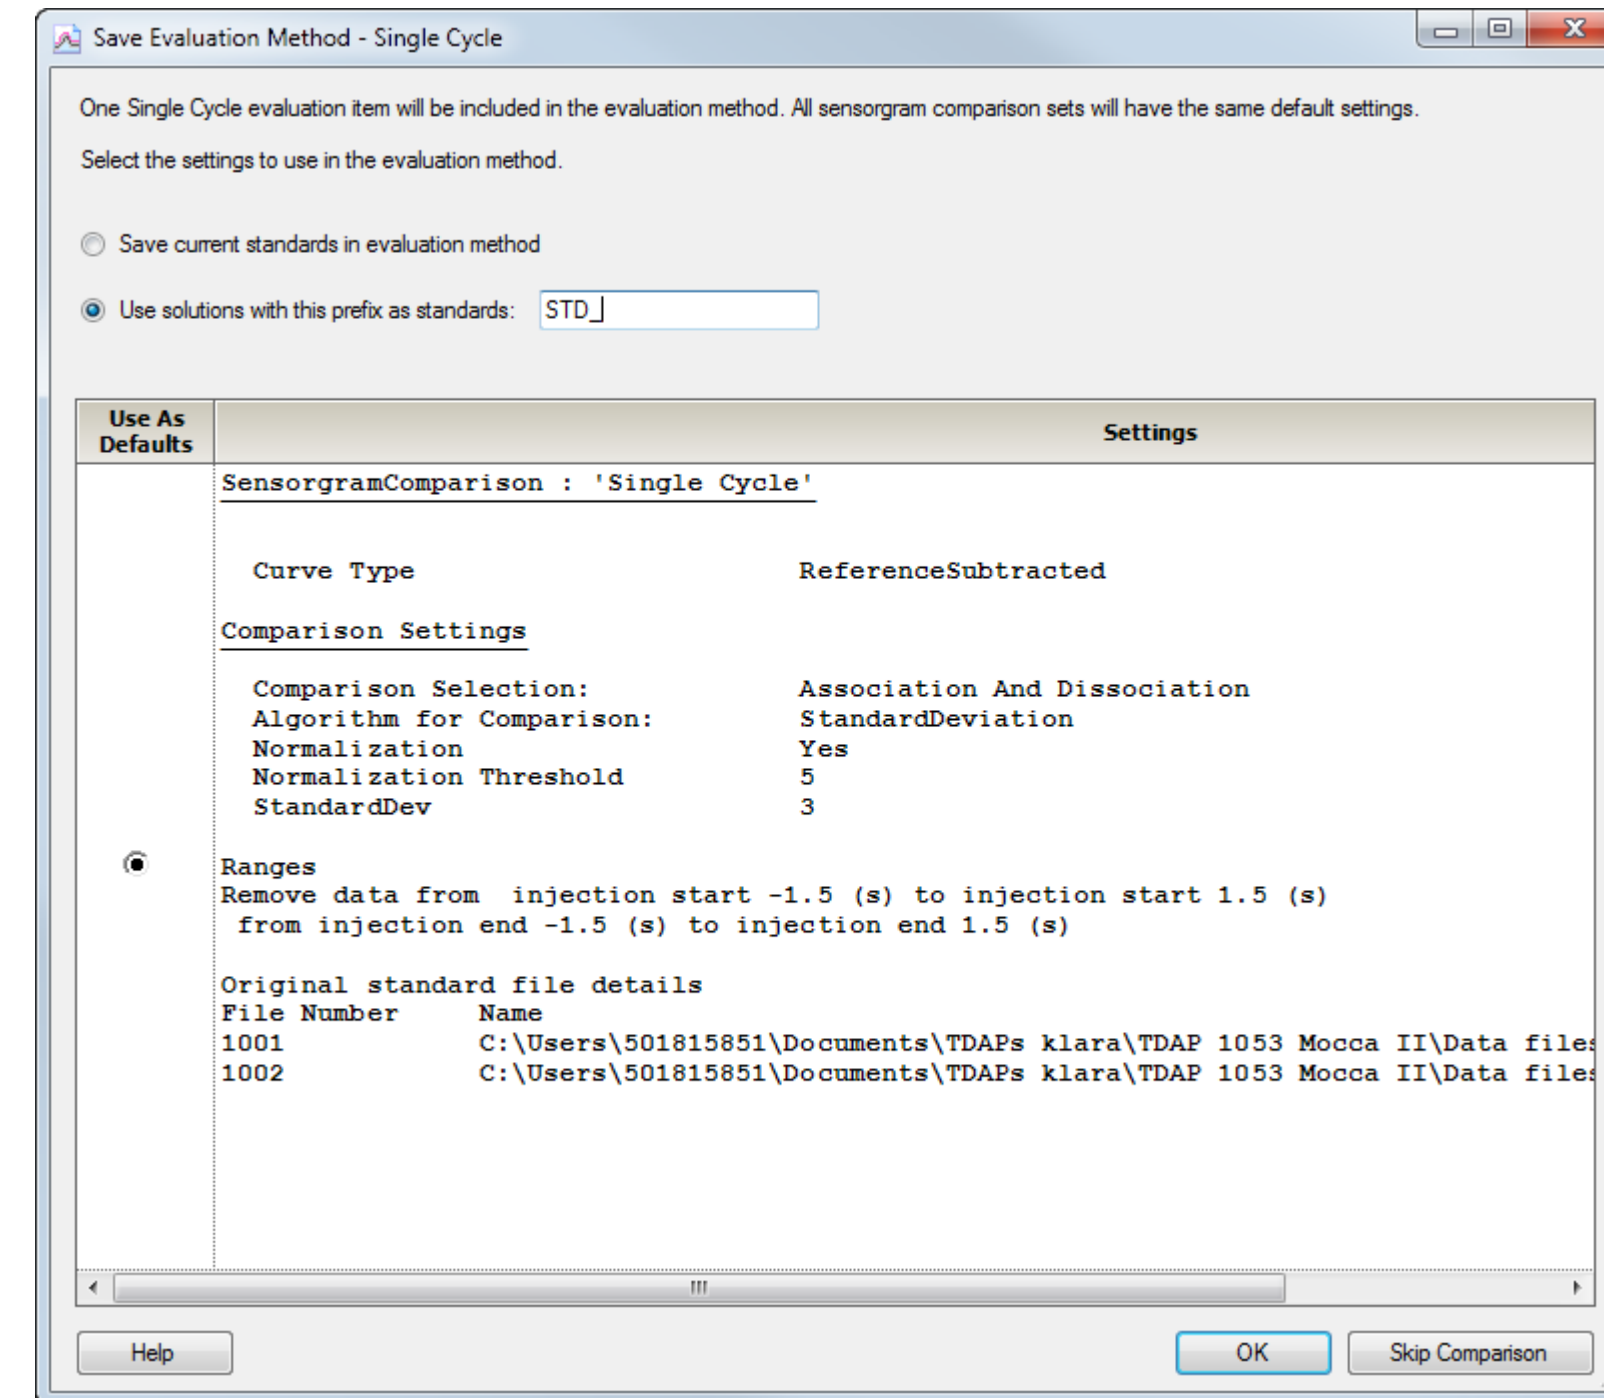 Save Evaluation Method - Single Cycle
One Single Cycle evaluation item will be included in the evaluation method. All sensorgram comparison sets will have the same default settings.
Select the settings to use in the evaluation method.
Save current standards in evaluation method
Use solutions with this prefix as standards: STD_
Use As Defaults
Settings
SensorgramComparison : 'Single Cycle'
Curve Type ReferenceSubtracted
Comparison Settings
Comparison Selection: Association And Dissociation
Algorithm for Comparison: StandardDeviation
Normalization Yes
Normalization Threshold 5
StandardDev 3
Ranges
Remove data from injection start -1.5 (s) to injection start 1.5 (s)
from injection end -1.5 (s) to injection end 1.5 (s)
Original standard file details
File Number Name
1001 C:\Users\501815851\Documents\TDAPs klara\TDAP 1053 Mocca II\Data files
1002 C:\Users\501815851\Documents\TDAPs klara\TDAP 1053 Mocca II\Data files
Help
OK
Skip Comparison